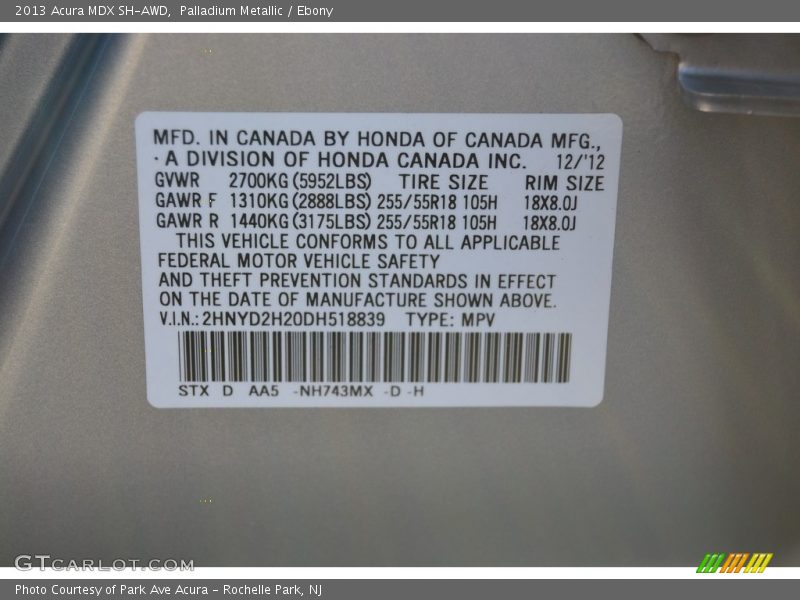 2013 Acura MDX SH-AWD, Palladium Metallic / Ebony
MFD. IN CANADA BY HONDA OF CANADA MFG.,
· A DIVISION OF HONDA CANADA INC. 12/'12
GVWR 2700KG (5952LBS) TIRE SIZE RIM SIZE
GAWR F 1310KG (2888LBS) 255/55R18 105H 18X8.0J
GAWR R 1440KG (3175LBS) 255/55R18 105H 18X8.0J
THIS VEHICLE CONFORMS TO ALL APPLICABLE
FEDERAL MOTOR VEHICLE SAFETY
AND THEFT PREVENTION STANDARDS IN EFFECT
ON THE DATE OF MANUFACTURE SHOWN ABOVE.
V.I.N.: 2HNYD2H20DH518839 TYPE: MPV
STX D AA5 -NH743MX -D -H
GTCARLOT.COM
Photo Courtesy of Park Ave Acura - Rochelle Park, NJ